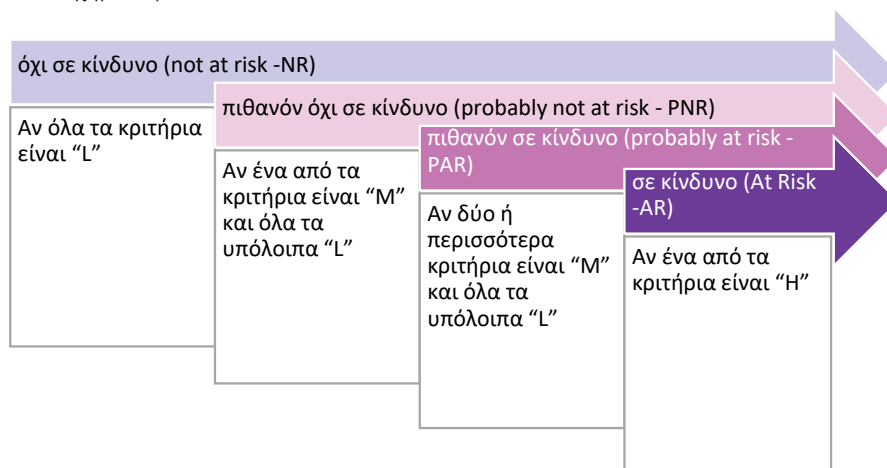 όχι σε κίνδυνο (not at risk -NR)
Αν όλα τα κριτήρια
είναι “L”
πιθανόν όχι σε κίνδυνο (probably not at risk - PNR)
Αν ένα από τα
κριτήρια είναι “M”
και όλα τα
υπόλοιπα “L”
πιθανόν σε κίνδυνο (probably at risk -
PAR)
Αν δύο ή
περισσότερα
κριτήρια είναι “M”
και όλα τα
υπόλοιπα “L”
σε κίνδυνο (At Risk
-AR)
Αν ένα από τα
κριτήρια είναι “H”